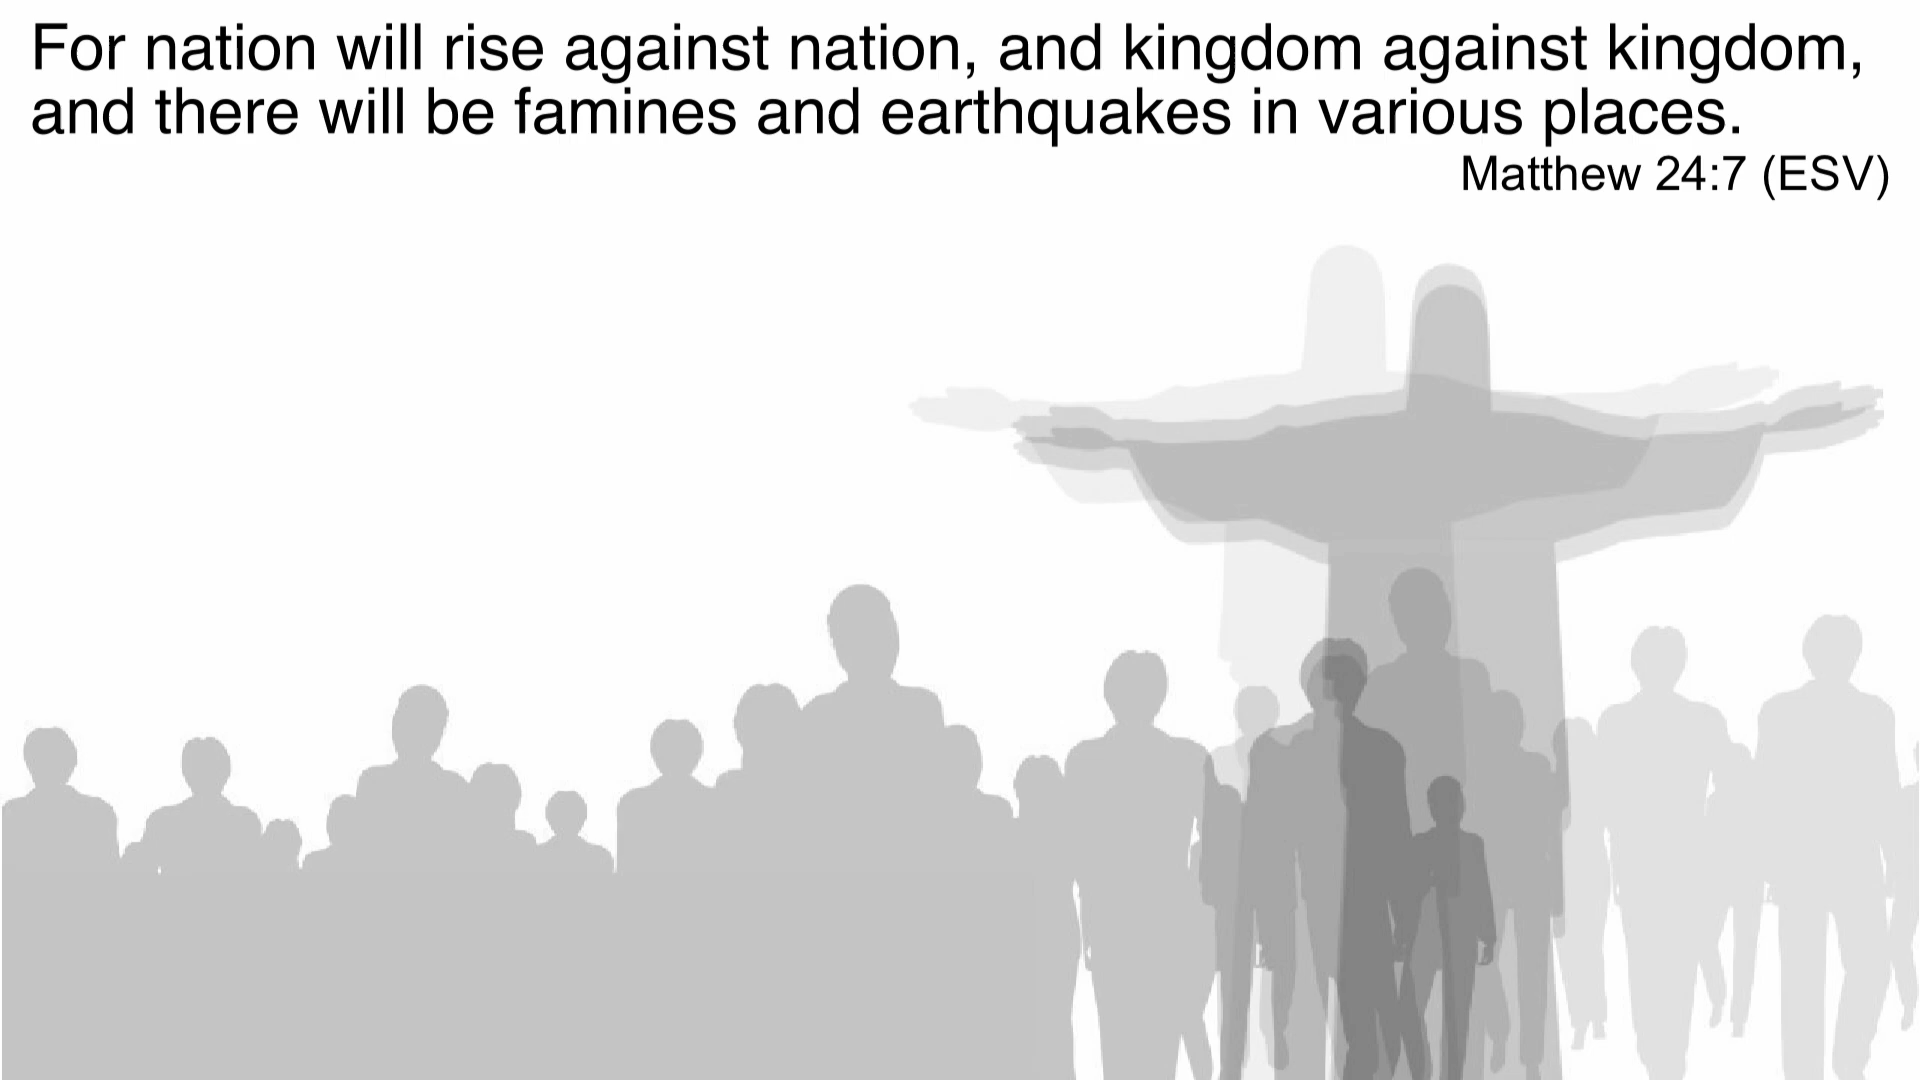 For nation will rise against nation, and kingdom against kingdom,
and there will be famines and earthquakes in various places.
Matthew 24:7 (ESV)